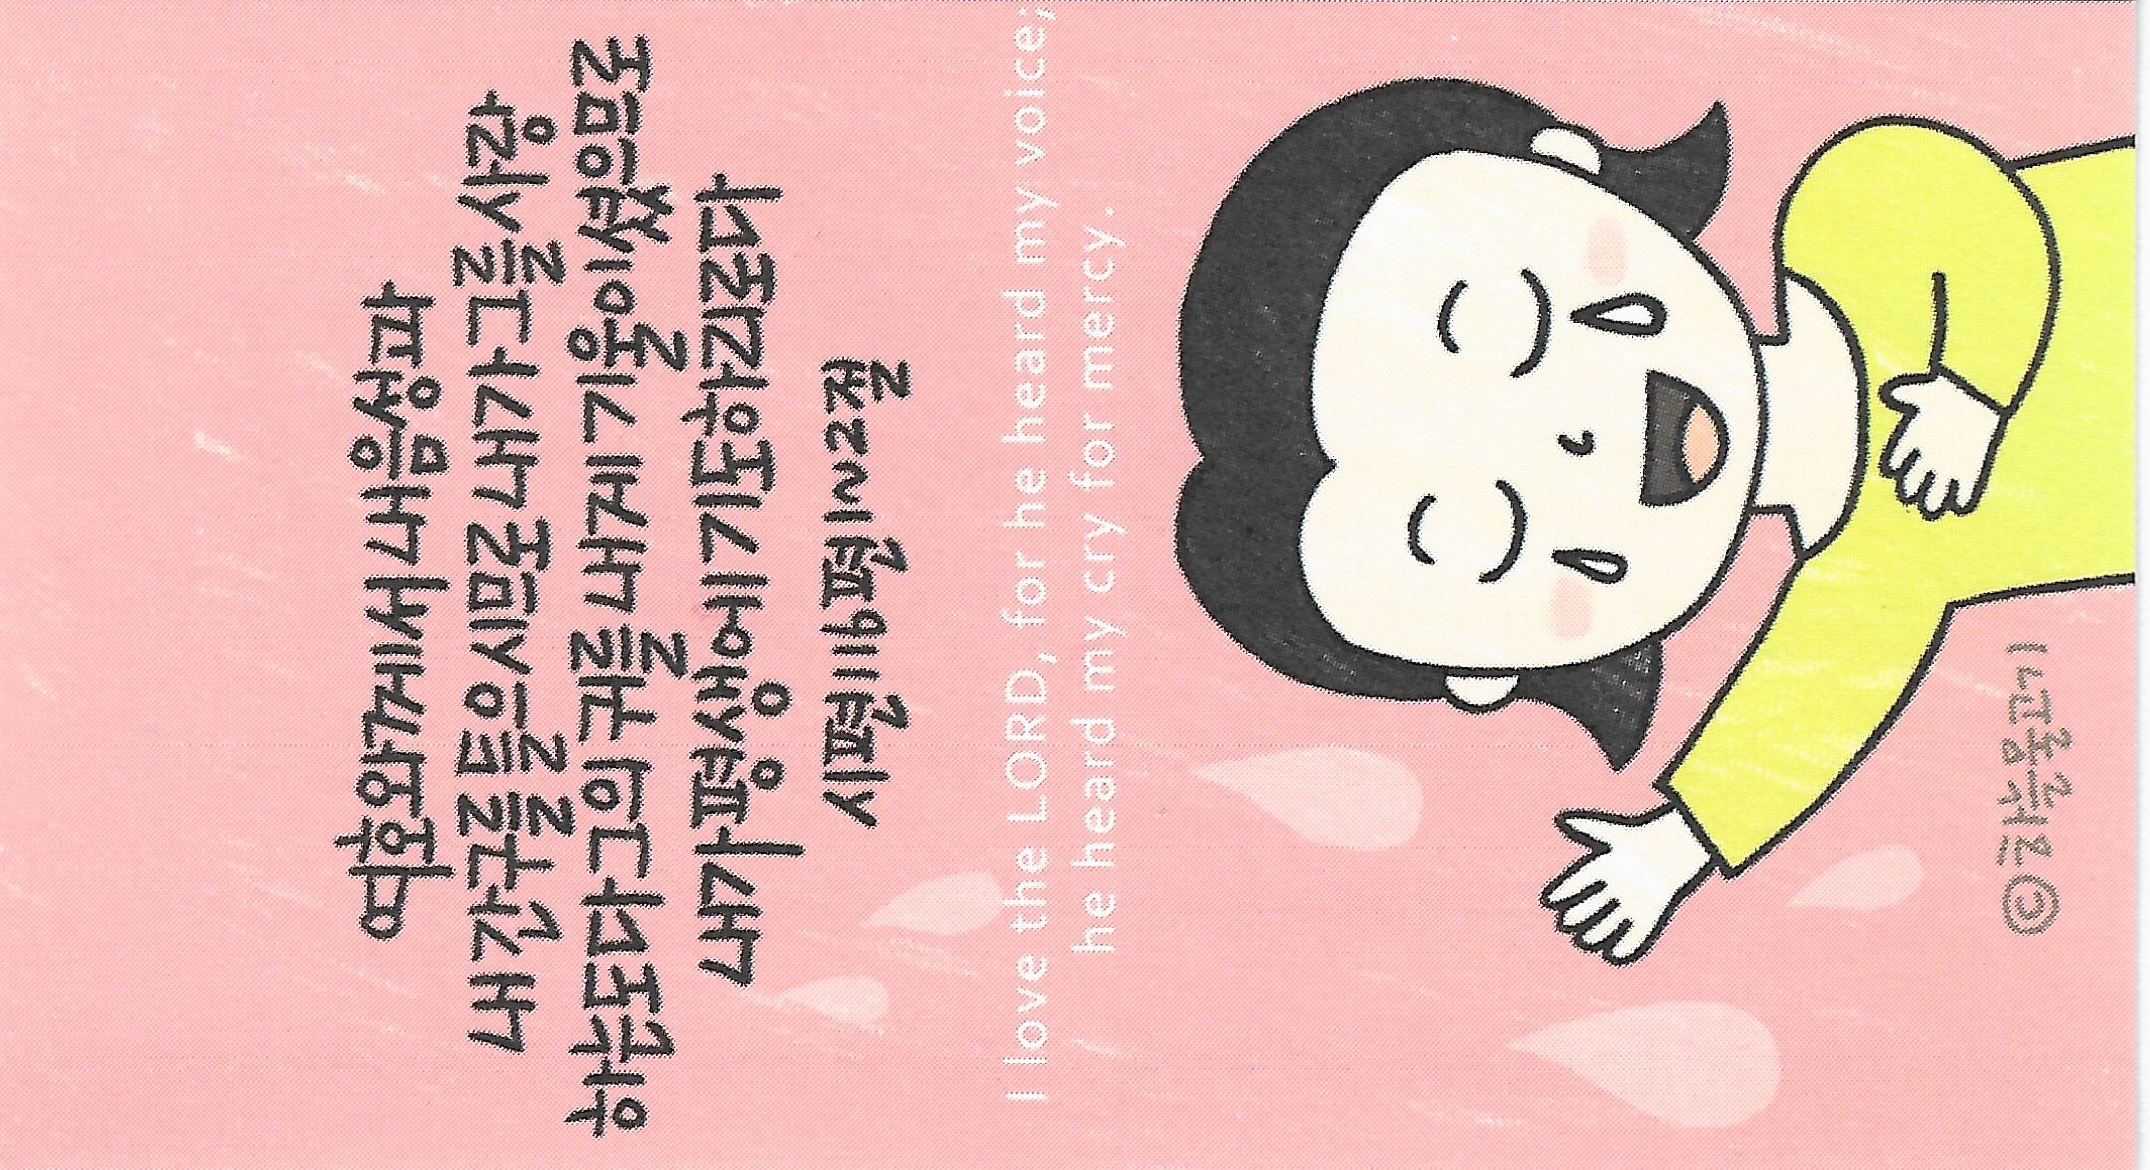 여호와께서 내 음성과
내 간구를 들으시므로 내가 그를 사랑
하는도다 그의 귀를 내게 기울이셨으므로
내가 평생에 기도하리로다
시편 116편 1~2절
I love the LORD, for he heard my voice;
he heard my cry for mercy.
© 하늘물고기